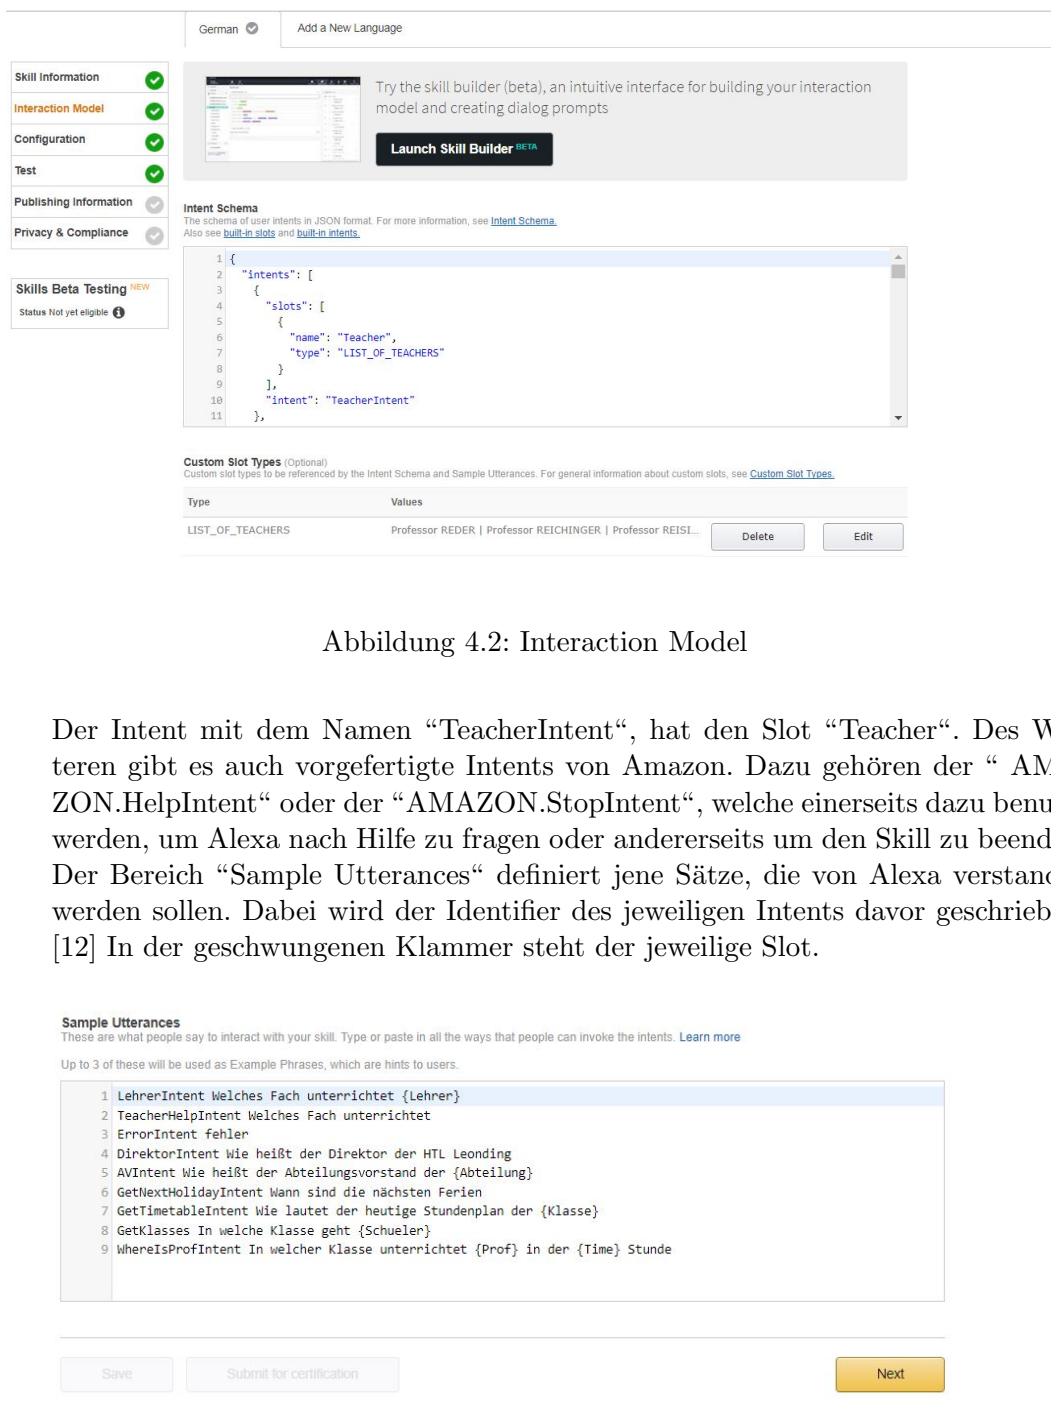 German
Add a New Language
Skill Information
Interaction Model
Configuration
Test
Publishing Information
Privacy & Compliance
Skills Beta Testing NEW
Status Not yet eligible
Try the skill builder (beta), an intuitive interface for building your interaction
model and creating dialog prompts
Launch Skill Builder BETA
Intent Schema
The schema of user intents in JSON format. For more information, see Intent Schema.
Also see built-in slots and built-in intents.
1 {
2 "intents": [
3 {
4 "slots": [
5 {
6 "name": "Teacher",
7 "type": "LIST_OF_TEACHERS"
8 }
9 ],
10 "intent": "TeacherIntent"
11 },
Custom Slot Types (Optional)
Custom slot types to be referenced by the Intent Schema and Sample Utterances. For general information about custom slots, see Custom Slot Types.
Type Values
LIST_OF_TEACHERS Professor REDER | Professor REICHINGER | Professor REISI... Delete Edit
Abbildung 4.2: Interaction Model
Der Intent mit dem Namen “TeacherIntent“, hat den Slot “Teacher“. Des W
teren gibt es auch vorgefertigte Intents von Amazon. Dazu gehören der “ AM
ZON.HelpIntent“ oder der “AMAZON.StopIntent“, welche einerseits dazu benu
werden, um Alexa nach Hilfe zu fragen oder andererseits um den Skill zu beend
Der Bereich “Sample Utterances“ definiert jene Sätze, die von Alexa verstand
werden sollen. Dabei wird der Identifier des jeweiligen Intents davor geschrieb
[12] In der geschwungenen Klammer steht der jeweilige Slot.
Sample Utterances
These are what people say to interact with your skill. Type or paste in all the ways that people can invoke the intents. Learn more
Up to 3 of these will be used as Example Phrases, which are hints to users.
1 LehrerIntent Welches Fach unterrichtet {Lehrer}
2 TeacherHelpIntent Welches Fach unterrichtet
3 ErrorIntent fehler
4 DirektorIntent Wie heißt der Direktor der HTL Leonding
5 AVIntent Wie heißt der Abteilungsvorstand der {Abteilung}
6 GetNextHolidayIntent Wann sind die nächsten Ferien
7 GetTimetableIntent Wie lautet der heutige Stundenplan der {Klasse}
8 GetKlasses In welche Klasse geht {Schueler}
9 WhereIsProfIntent In welcher Klasse unterrichtet {Prof} in der {Time} Stunde
Save Submit for certification Next